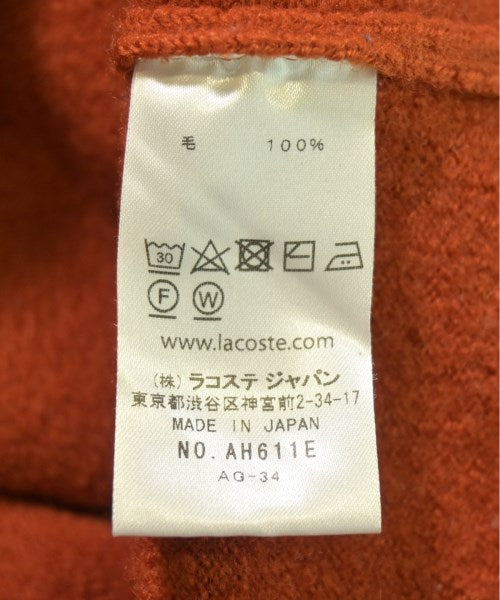 毛 100%
30
F W
www.lacoste.com
(株) ラコステ ジャパン
東京都渋谷区神宮前2-34-17
MADE IN JAPAN
NO. AH611E
AG-34